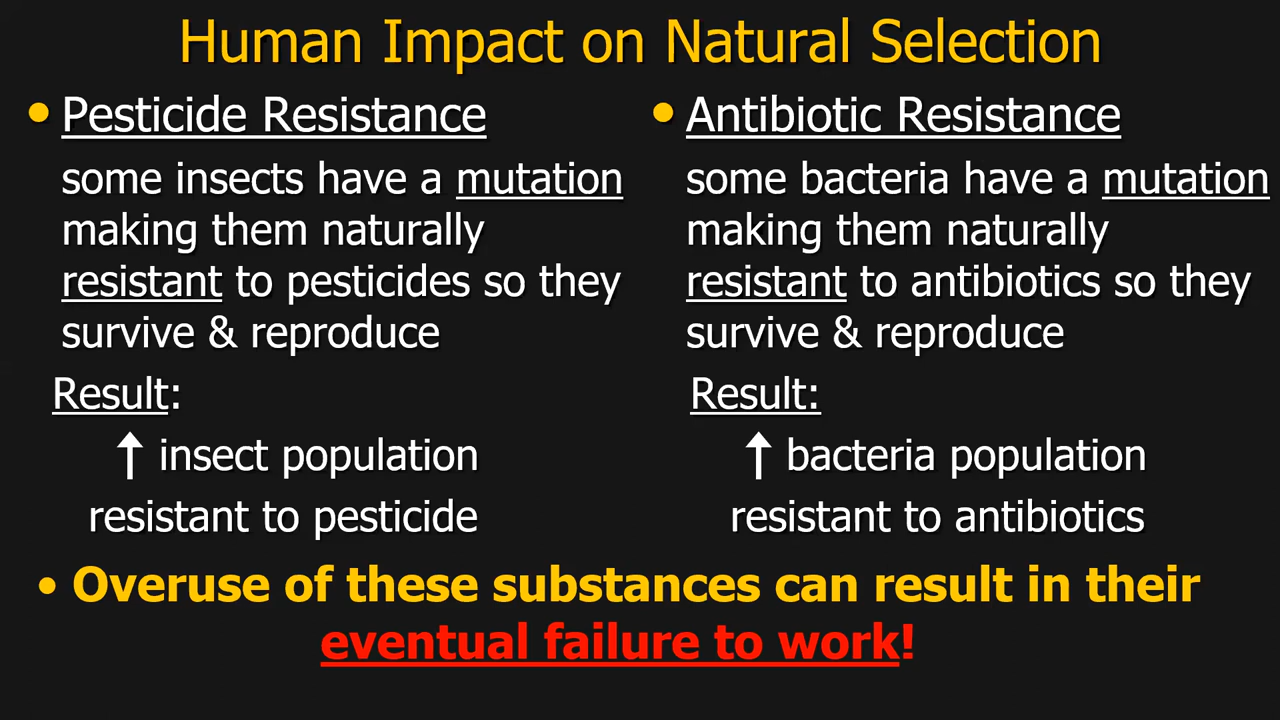 Human Impact on Natural Selection
• Pesticide Resistance
some insects have a mutation
making them naturally
resistant to pesticides so they
survive & reproduce
Result:
↑ insect population
resistant to pesticide
• Antibiotic Resistance
some bacteria have a mutation
making them naturally
resistant to antibiotics so they
survive & reproduce
Result:
↑ bacteria population
resistant to antibiotics
• Overuse of these substances can result in their
eventual failure to work!